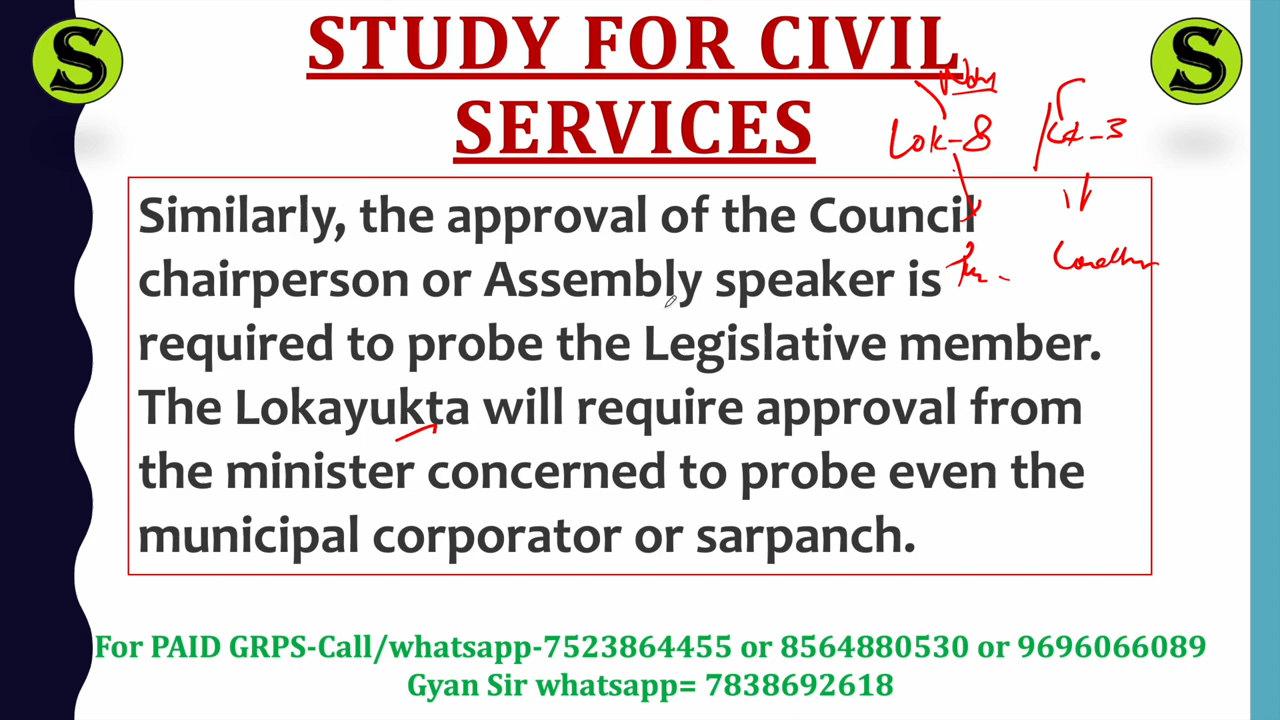 S
S
STUDY FOR CIVIL
SERVICES
Lok-8
Similarly, the approval of the Council
chairperson or Assembly speaker is
required to probe the Legislative member.
The Lokayukta will require approval from
the minister concerned to probe even the
municipal corporator or sarpanch.
For PAID GRPS-Call/whatsapp-7523864455 or 8564880530 or 9696066089
Gyan Sir whatsapp= 7838692618